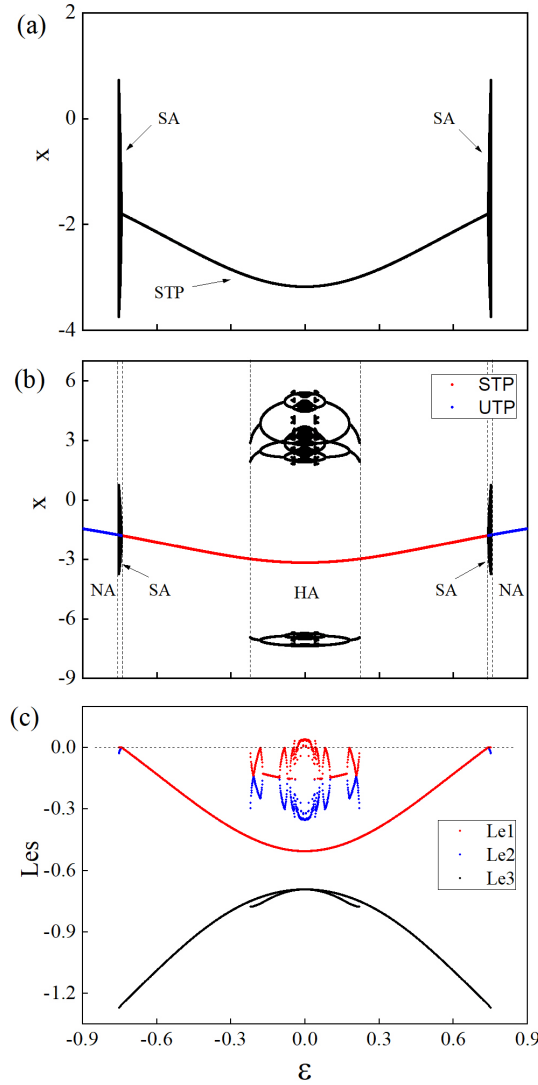 (a)
2
0
-2
-4
x
SA
SA
STP
(b)
6
3
0
-3
-6
-9
x
STP
UTP
NA
SA
HA
SA
NA
(c)
0.0
-0.3
-0.6
-0.9
-1.2
Les
Le1
Le2
Le3
-0.9 -0.6 -0.3 0.0 0.3 0.6 0.9
ε